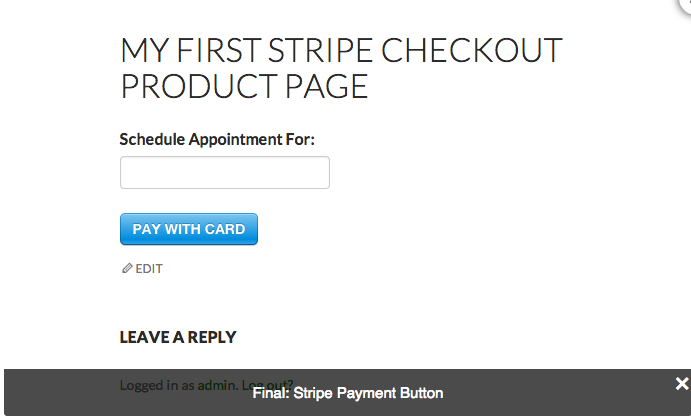 MY FIRST STRIPE CHECKOUT
PRODUCT PAGE
Schedule Appointment For:
PAY WITH CARD
EDIT
LEAVE A REPLY
Logged in as admin. Log out?
Final: Stripe Payment Button